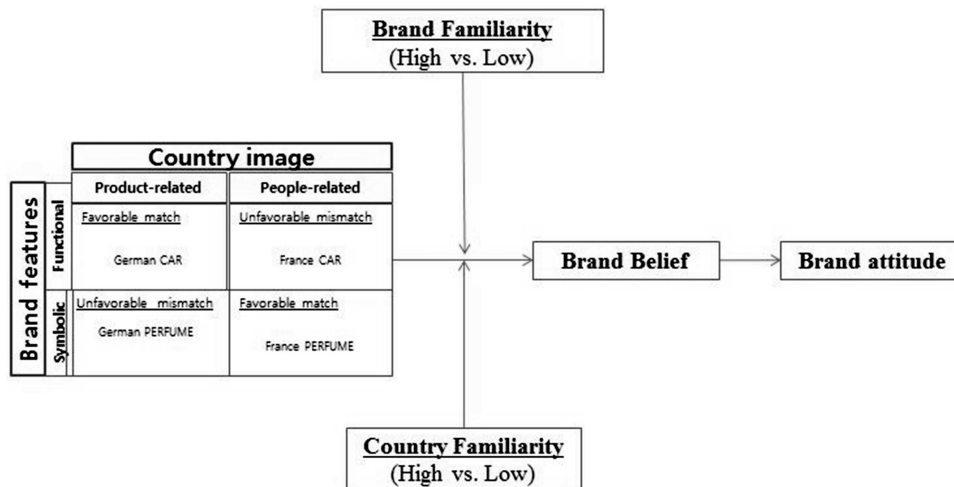 Brand Familiarity
(High vs. Low)
Country image
Product-related
People-related
Brand features
Functional
Favorable match
German CAR
Unfavorable mismatch
France CAR
Symbolic
Unfavorable mismatch
German PERFUME
Favorable match
France PERFUME
Brand Belief
Brand attitude
Country Familiarity
(High vs. Low)